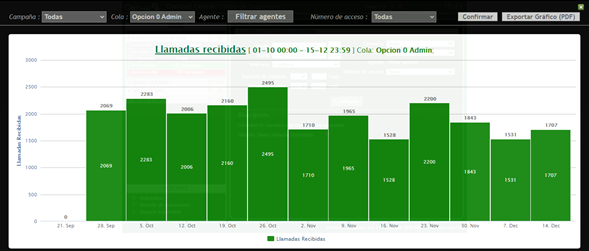 Campaña : Todas Cola : Opcion 0 Admin Agente : Filtrar agentes Número de acceso : Todas Confirmar Exportar Gráfico (PDF)
Llamadas recibidas [ 01-10 00:00 - 15-12 23:59 ] Cola: Opcion 0 Admin
3000
2500
2000
1500
1000
500
0
Llamadas Recibidas
0 2069 2283 2006 2160 2495 1710 1965 1528 2200 1843 1531 1707
2069 2283 2006 2160 2495 1710 1965 1528 2200 1843 1531 1707
21. Sep 28. Sep 5. Oct 12. Oct 19. Oct 26. Oct 2. Nov 9. Nov 16. Nov 23. Nov 30. Nov 7. Dec 14. Dec
Llamadas Recibidas